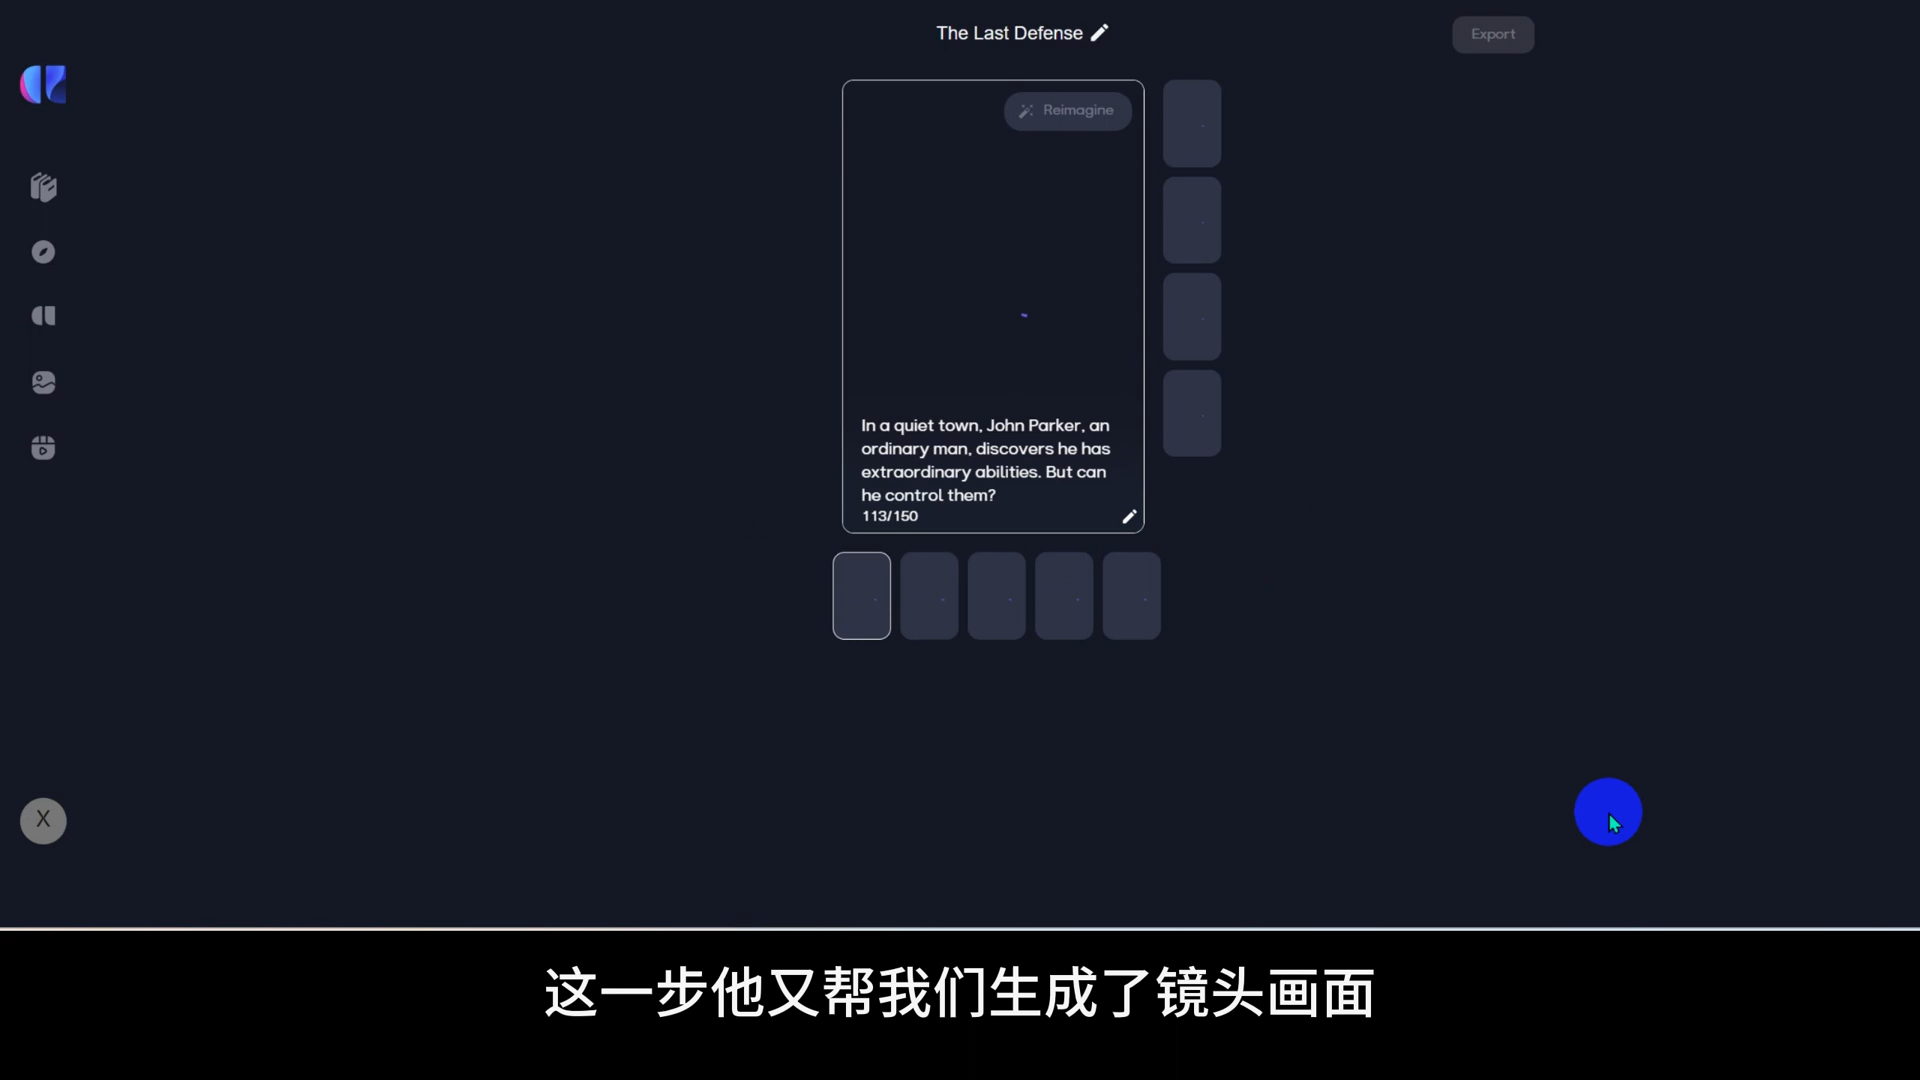 The Last Defense
Export
Reimagine
In a quiet town, John Parker, an
ordinary man, discovers he has
extraordinary abilities. But can
he control them?
113/150
X
这一步他又帮我们生成了镜头画面